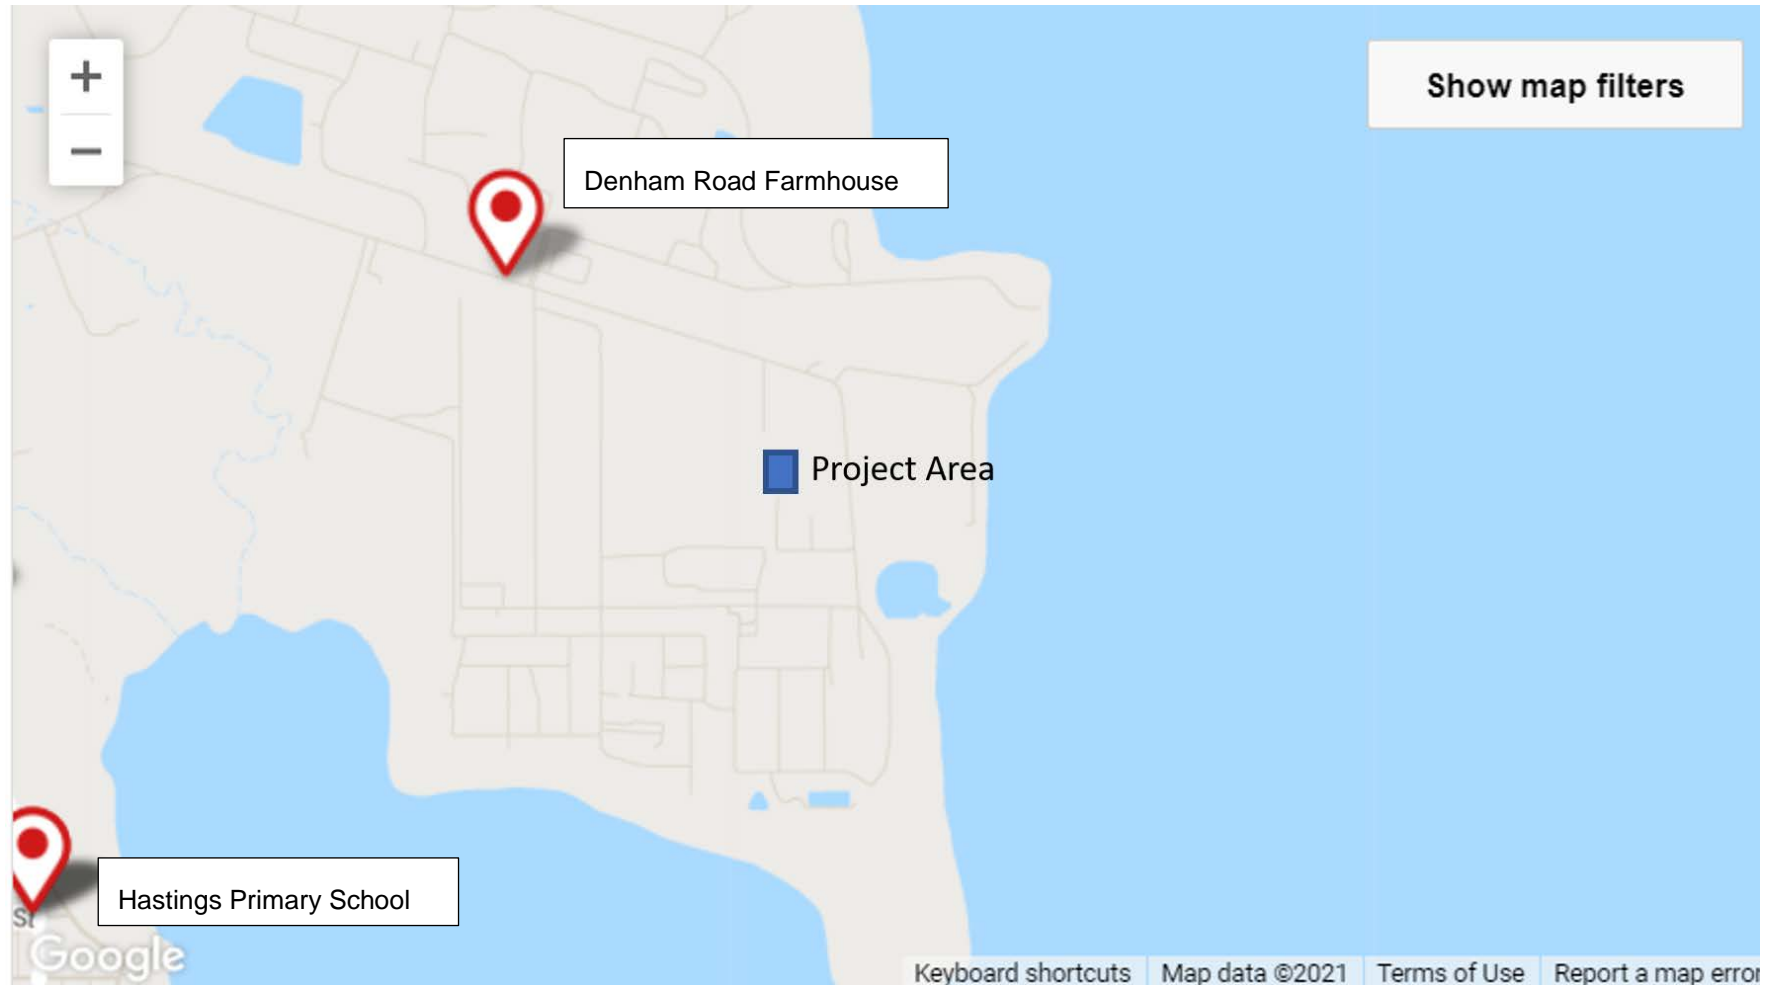 +
Show map filters
−
Denham Road Farmhouse
Project Area
Hastings Primary School
St
Google
Keyboard shortcuts
Map data ©2021
Terms of Use
Report a map error